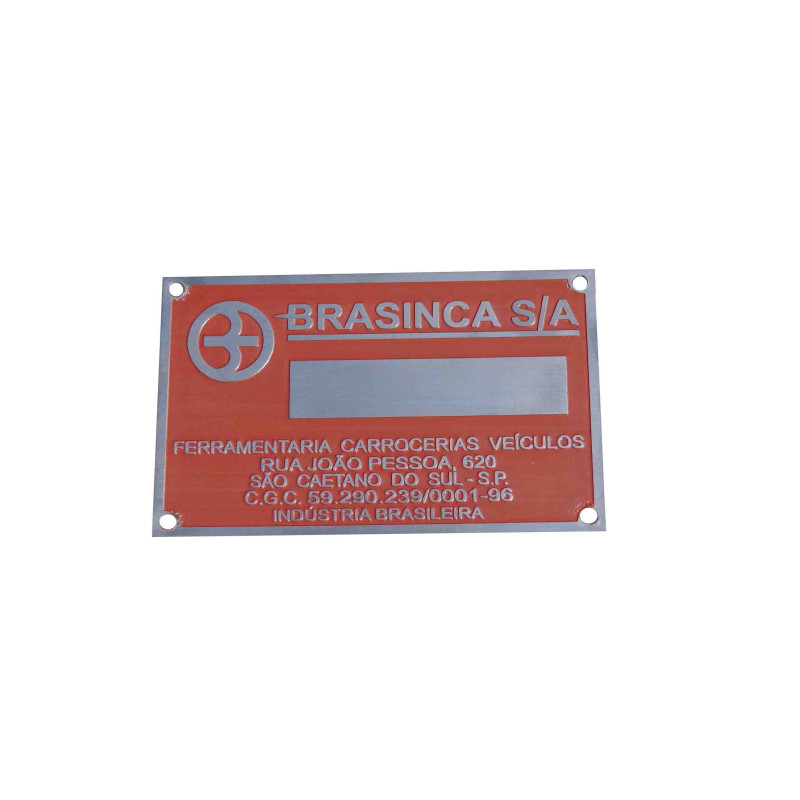 BRASINCA S/A
FERRAMENTARIA CARROCERIAS VEÍCULOS
RUA JOÃO PESSOA, 620
SÃO CAETANO DO SUL - S.P.
C.G.C. 59.290.239/0001-96
INDÚSTRIA BRASILEIRA